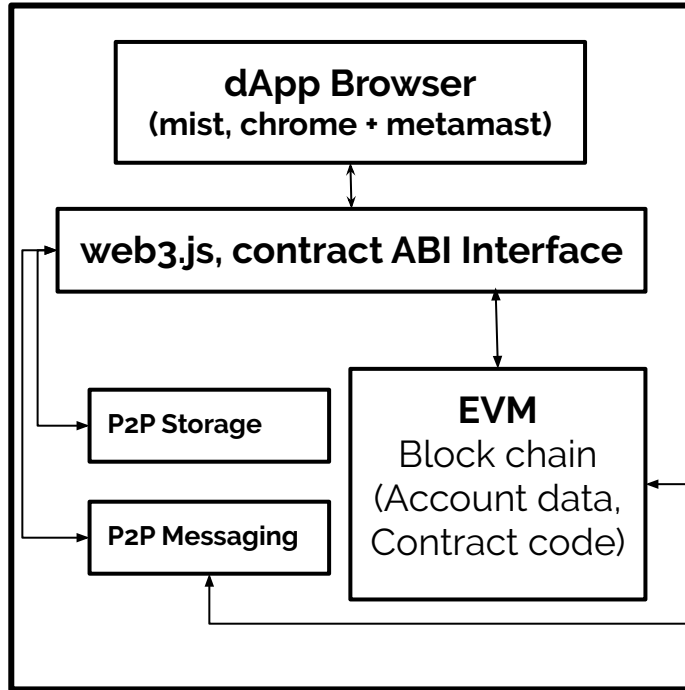 dApp Browser
(mist, chrome + metamast)
web3.js, contract ABI Interface
P2P Storage
P2P Messaging
EVM
Block chain
(Account data,
Contract code)